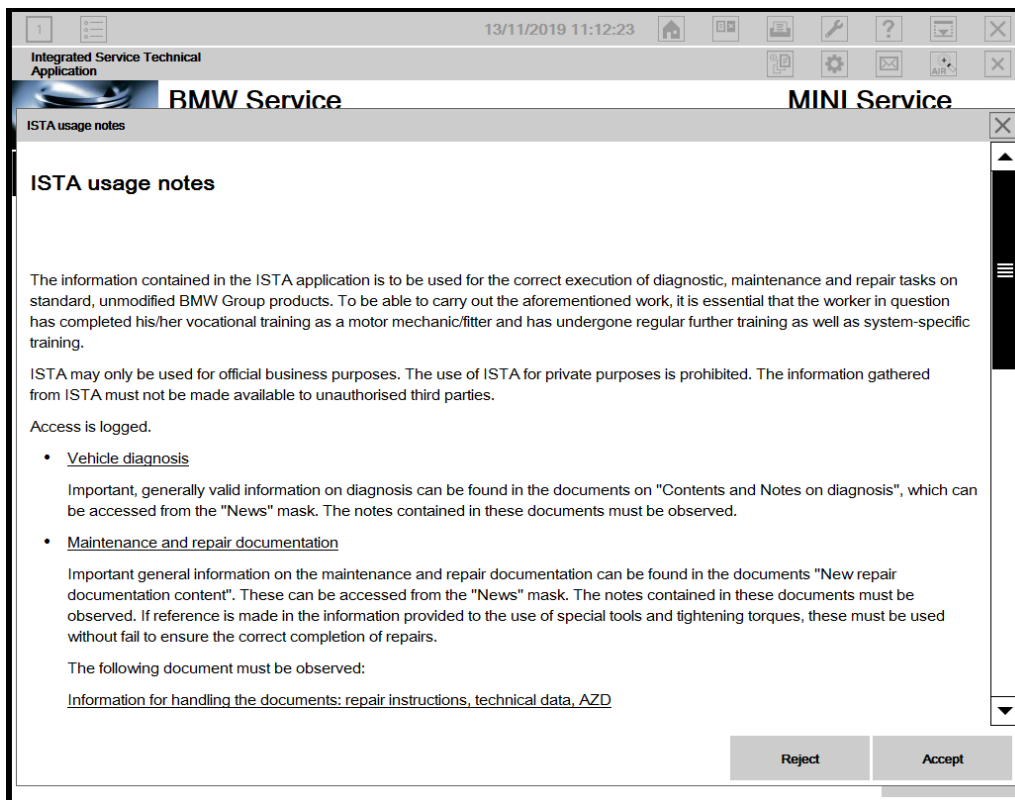 1
13/11/2019 11:12:23
?
Integrated Service Technical
Application
AIR
BMW Service
MINI Service
ISTA usage notes
ISTA usage notes
The information contained in the ISTA application is to be used for the correct execution of diagnostic, maintenance and repair tasks on
standard, unmodified BMW Group products. To be able to carry out the aforementioned work, it is essential that the worker in question
has completed his/her vocational training as a motor mechanic/fitter and has undergone regular further training as well as system-specific
training.
ISTA may only be used for official business purposes. The use of ISTA for private purposes is prohibited. The information gathered
from ISTA must not be made available to unauthorised third parties.
Access is logged.
• Vehicle diagnosis
Important, generally valid information on diagnosis can be found in the documents on "Contents and Notes on diagnosis", which can
be accessed from the "News" mask. The notes contained in these documents must be observed.
• Maintenance and repair documentation
Important general information on the maintenance and repair documentation can be found in the documents "New repair
documentation content". These can be accessed from the "News" mask. The notes contained in these documents must be
observed. If reference is made in the information provided to the use of special tools and tightening torques, these must be used
without fail to ensure the correct completion of repairs.
The following document must be observed:
Information for handling the documents: repair instructions, technical data, AZD
Reject
Accept